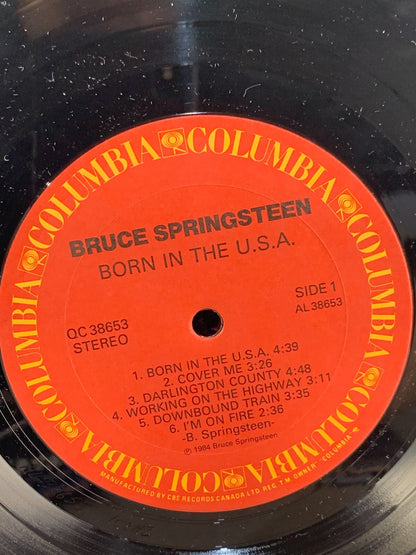 COLUMBIA COLUMBIA COLUMBIA COLUMBIA COLUMBIA COLUMBIA
BRUCE SPRINGSTEEN
BORN IN THE U.S.A.
QC 38653
STEREO
SIDE 1
AL 38653
1. BORN IN THE U.S.A. 4:39
2. COVER ME 3:26
3. DARLINGTON COUNTY 4:48
4. WORKING ON THE HIGHWAY 3:11
5. DOWNBOUND TRAIN 3:35
6. I'M ON FIRE 2:36
-B. Springsteen-
℗ 1984 Bruce Springsteen
MANUFACTURED BY CBS RECORDS CANADA LTD. REG. T.M. OWNER "COLUMBIA"